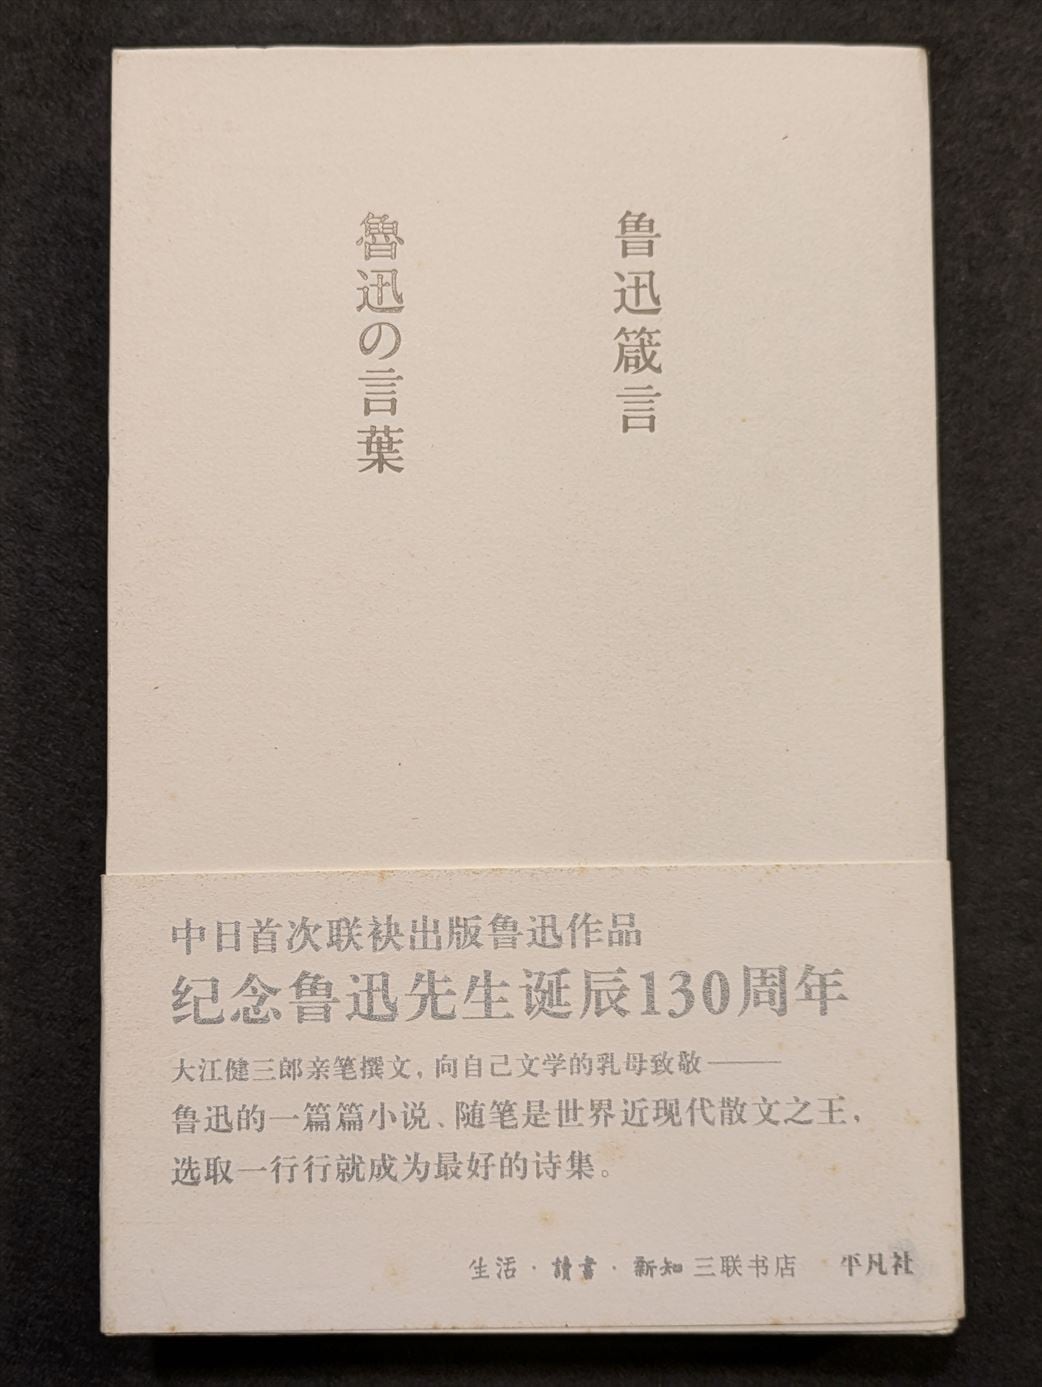 鲁迅箴言
魯迅の言葉
中日首次联袂出版鲁迅作品
纪念鲁迅先生诞辰130周年
大江健三郎亲笔撰文，向自己文学的乳母致敬——
鲁迅的一篇篇小说、随笔是世界近现代散文之王，
选取一行行就成为最好的诗集。
生活·讀書·新知三联书店 平凡社